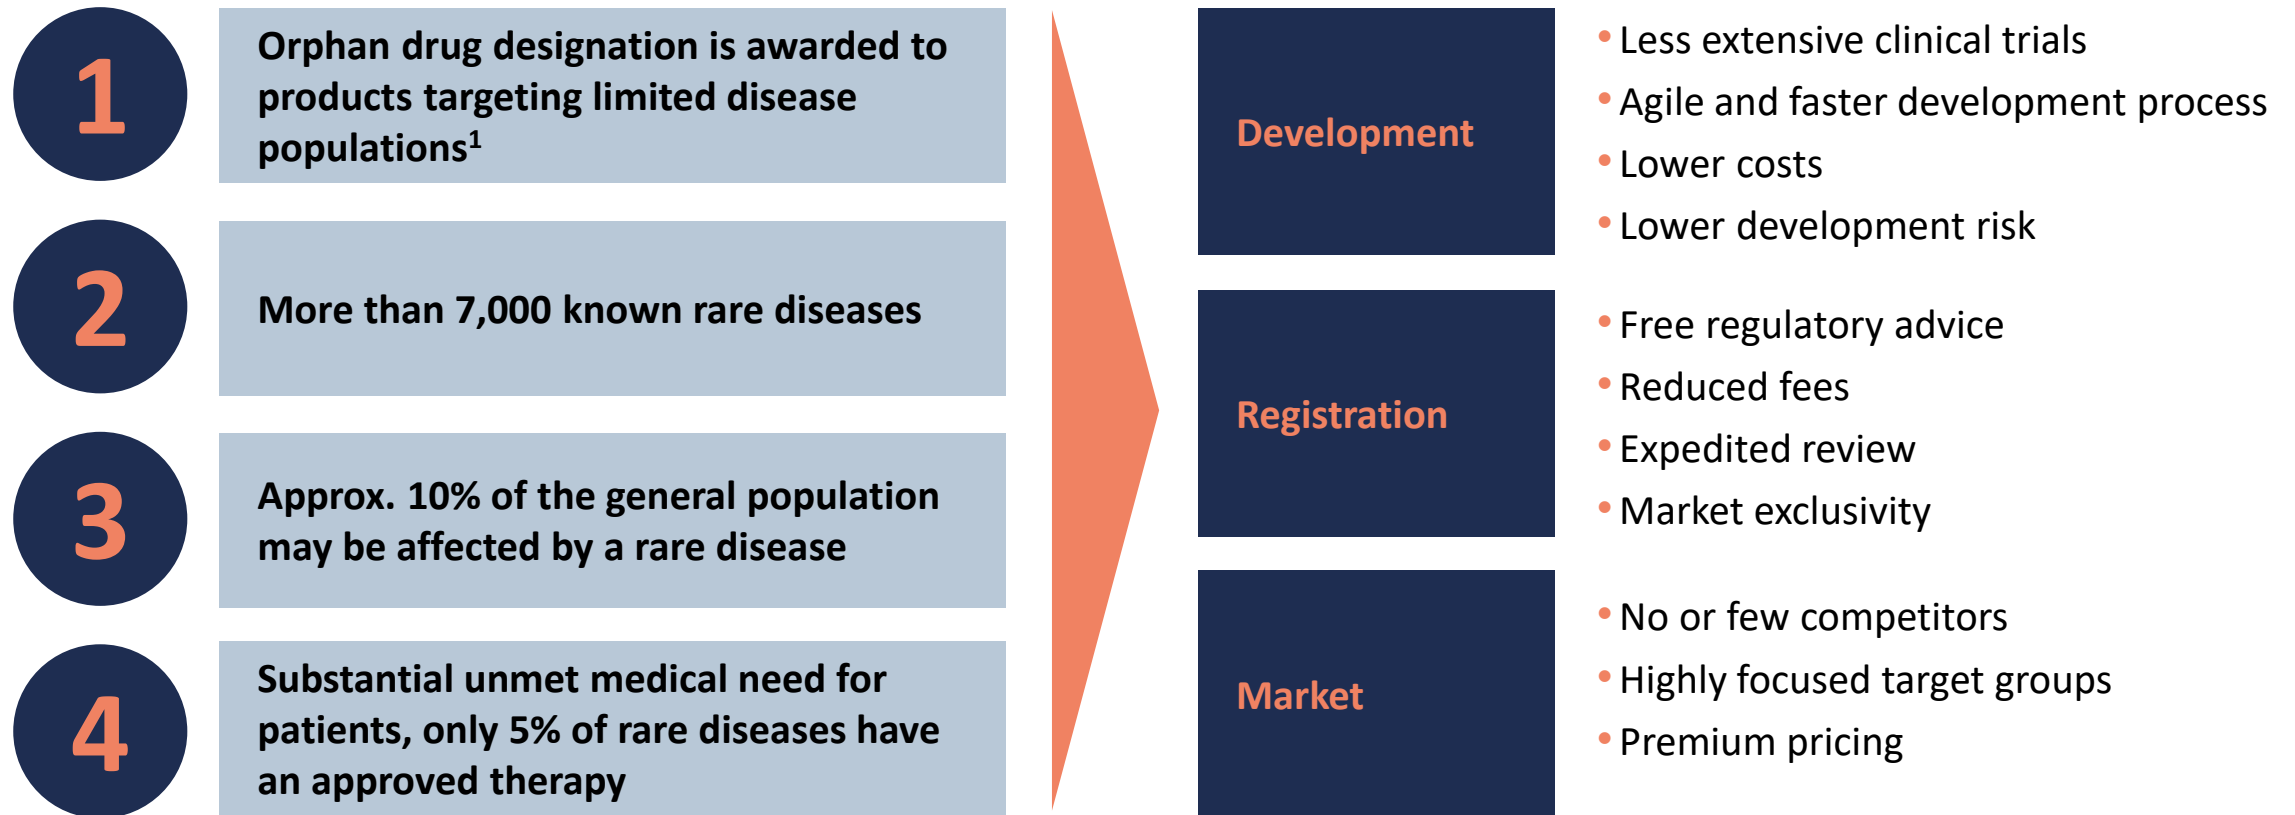 1
Orphan drug designation is awarded to
products targeting limited disease
populations1
2
More than 7,000 known rare diseases
3
Approx. 10% of the general population
may be affected by a rare disease
4
Substantial unmet medical need for
patients, only 5% of rare diseases have
an approved therapy
Development
• Less extensive clinical trials
• Agile and faster development process
• Lower costs
• Lower development risk
Registration
• Free regulatory advice
• Reduced fees
• Expedited review
• Market exclusivity
Market
• No or few competitors
• Highly focused target groups
• Premium pricing